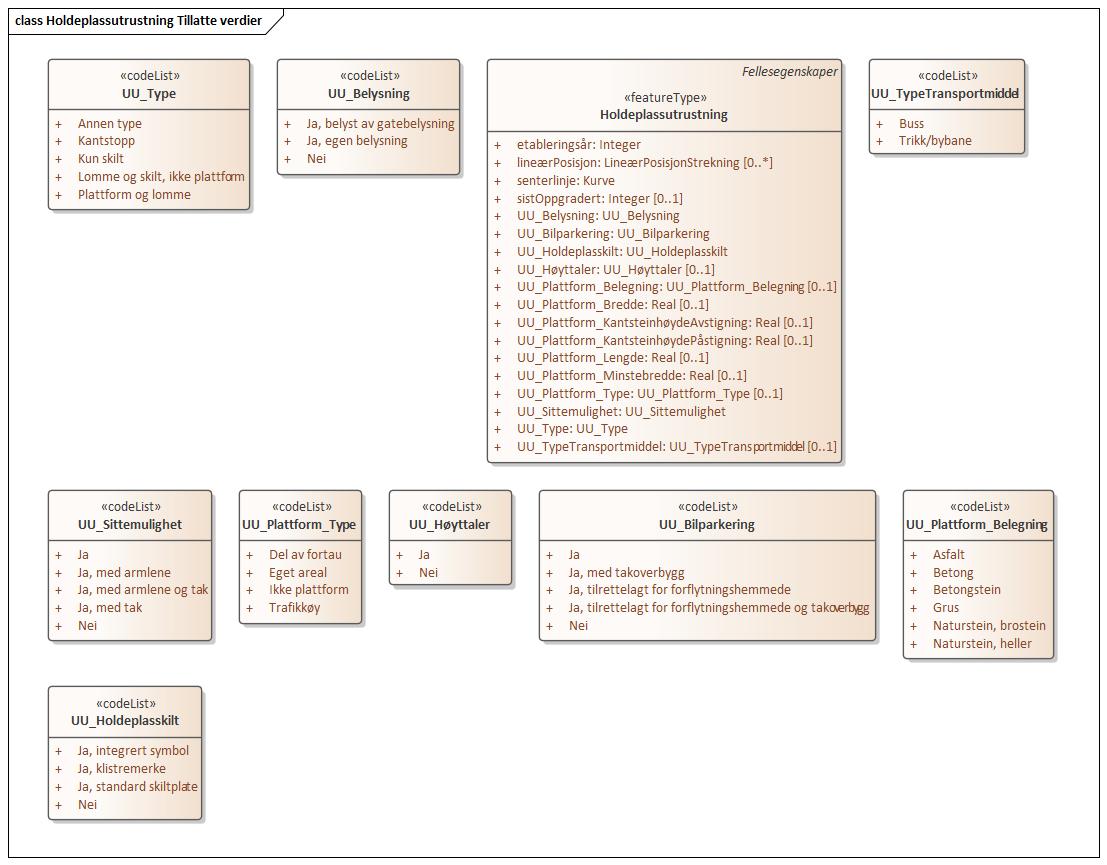 class Holdeplassutrustning Tillatte verdier
«codeList»
UU_Type
+ Annen type
+ Kantstopp
+ Kun skilt
+ Lomme og skilt, ikke plattform
+ Plattform og lomme
«codeList»
UU_Belysning
+ Ja, belyst av gatebelysning
+ Ja, egen belysning
+ Nei
Fellesegenskaper
«featureType»
Holdeplassutrustning
+ etableringsår: Integer
+ lineærPosisjon: LineærPosisjonStrekning [0..*]
+ senterlinje: Kurve
+ sistOppgradert: Integer [0..1]
+ UU_Belysning: UU_Belysning
+ UU_Bilparkering: UU_Bilparkering
+ UU_Holdeplasskilt: UU_Holdeplasskilt
+ UU_Høyttaler: UU_Høyttaler [0..1]
+ UU_Plattform_Belegning: UU_Plattform_Belegning [0..1]
+ UU_Plattform_Bredde: Real [0..1]
+ UU_Plattform_KantsteinhøydeAvstigning: Real [0..1]
+ UU_Plattform_KantsteinhøydePåstigning: Real [0..1]
+ UU_Plattform_Lengde: Real [0..1]
+ UU_Plattform_Minstebredde: Real [0..1]
+ UU_Plattform_Type: UU_Plattform_Type [0..1]
+ UU_Sittemulighet: UU_Sittemulighet
+ UU_Type: UU_Type
+ UU_TypeTransportmiddel: UU_TypeTransportmiddel [0..1]
«codeList»
UU_TypeTransportmiddel
+ Buss
+ Trikk/bybane
«codeList»
UU_Sittemulighet
+ Ja
+ Ja, med armlene
+ Ja, med armlene og tak
+ Ja, med tak
+ Nei
«codeList»
UU_Plattform_Type
+ Del av fortau
+ Eget areal
+ Ikke plattform
+ Trafikkøy
«codeList»
UU_Høyttaler
+ Ja
+ Nei
«codeList»
UU_Bilparkering
+ Ja
+ Ja, med takoverbygg
+ Ja, tilrettelagt for forflytningshemmede
+ Ja, tilrettelagt for forflytningshemmede og takoverbygg
+ Nei
«codeList»
UU_Plattform_Belegning
+ Asfalt
+ Betong
+ Betongstein
+ Grus
+ Naturstein, brostein
+ Naturstein, heller
«codeList»
UU_Holdeplasskilt
+ Ja, integrert symbol
+ Ja, klistremerke
+ Ja, standard skiltplate
+ Nei